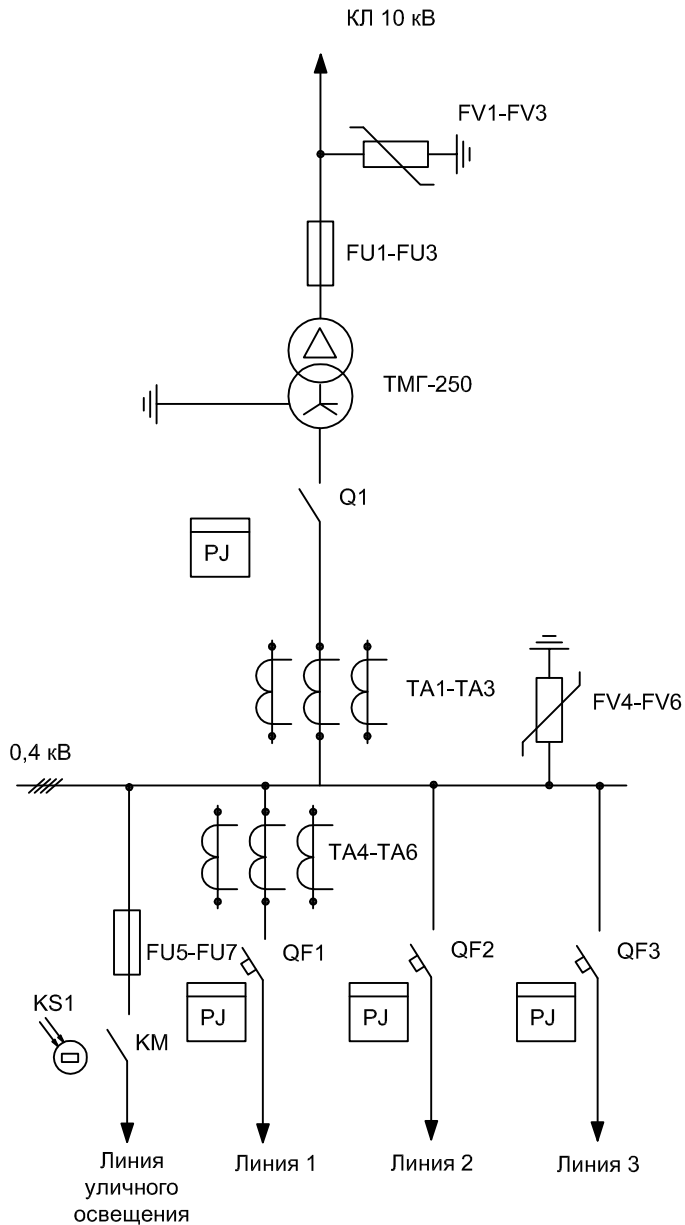 КЛ 10 кВ
FV1-FV3
FU1-FU3
ТМГ-250
Q1
PJ
TA1-TA3
FV4-FV6
0,4 кВ
TA4-TA6
FU5-FU7
QF1
QF2
QF3
KS1
PJ
PJ
PJ
KM
Линия
уличного
освещения
Линия 1
Линия 2
Линия 3